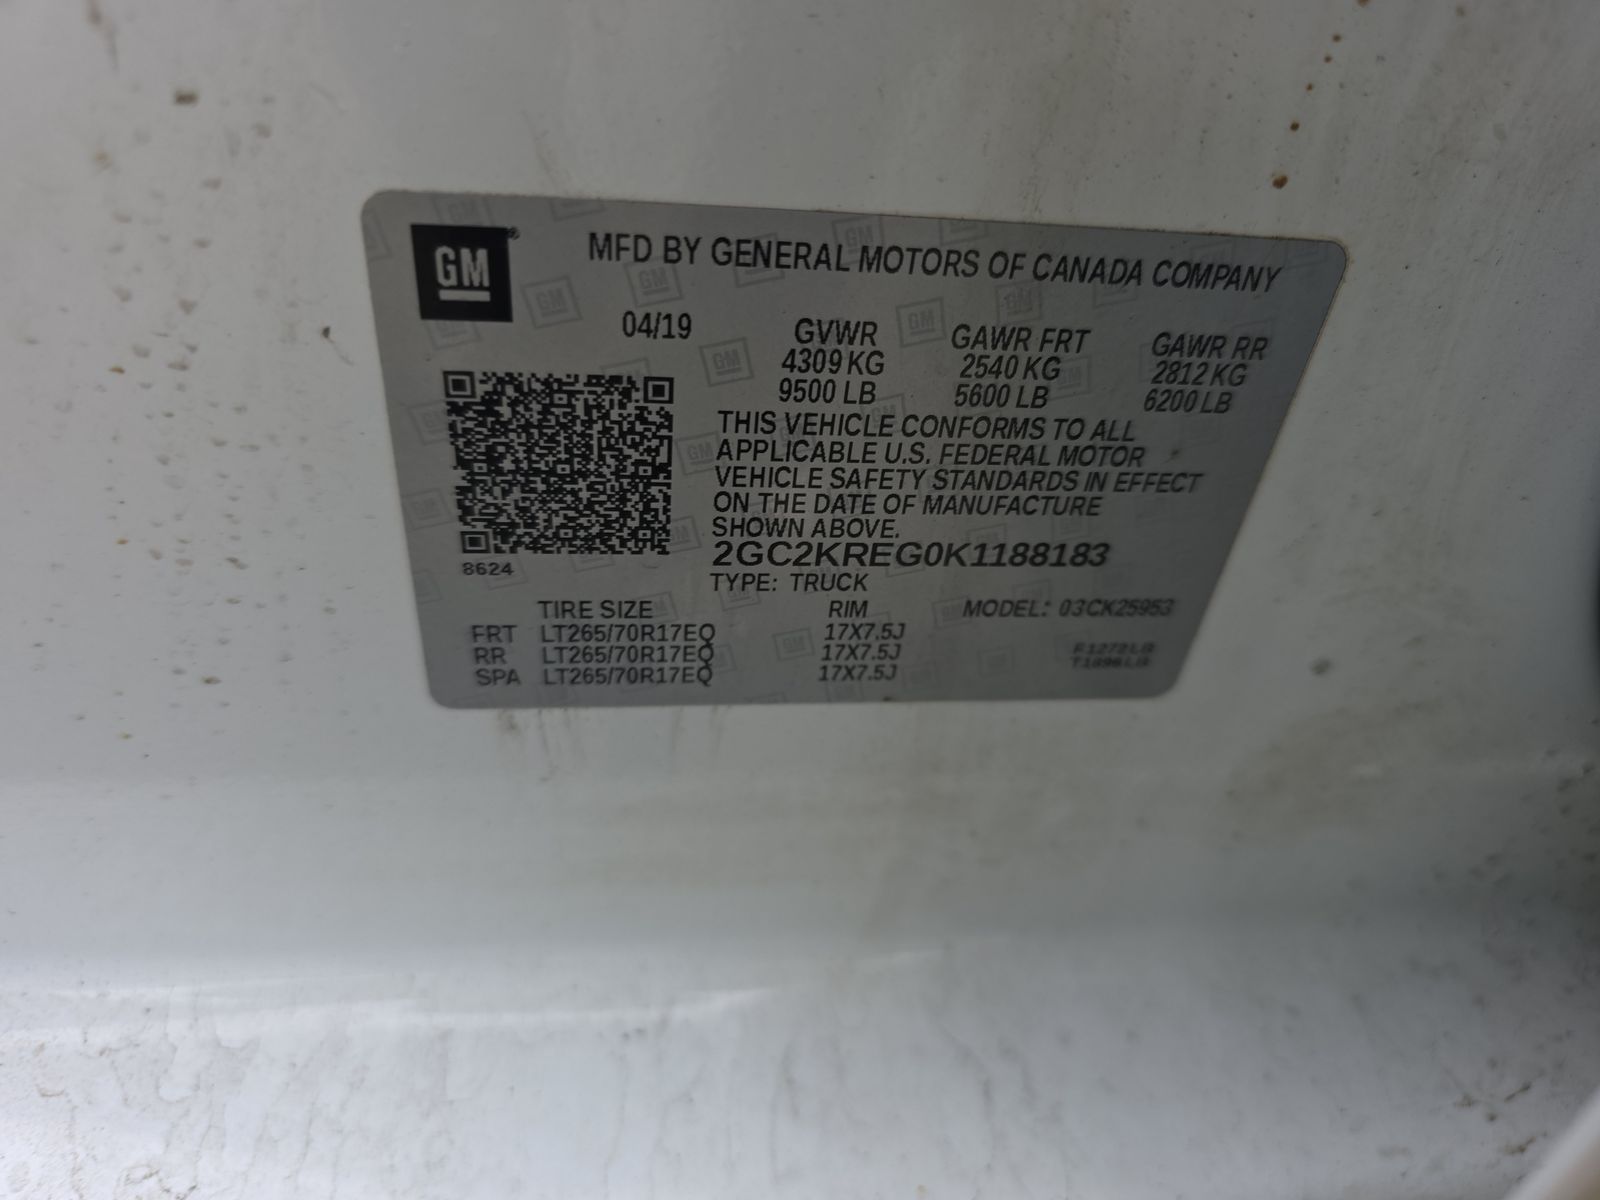 GM
MFD BY GENERAL MOTORS OF CANADA COMPANY
04/19 GVWR GAWR FRT GAWR RR
4309 KG 2540 KG 2812 KG
9500 LB 5600 LB 6200 LB
THIS VEHICLE CONFORMS TO ALL
APPLICABLE U.S. FEDERAL MOTOR
VEHICLE SAFETY STANDARDS IN EFFECT
ON THE DATE OF MANUFACTURE
SHOWN ABOVE.
2GC2KREG0K1188183
8624
TYPE: TRUCK
TIRE SIZE RIM MODEL: 03CK25953
FRT LT265/70R17EQ 17X7.5J
RR LT265/70R17EQ 17X7.5J
SPA LT265/70R17EQ 17X7.5J